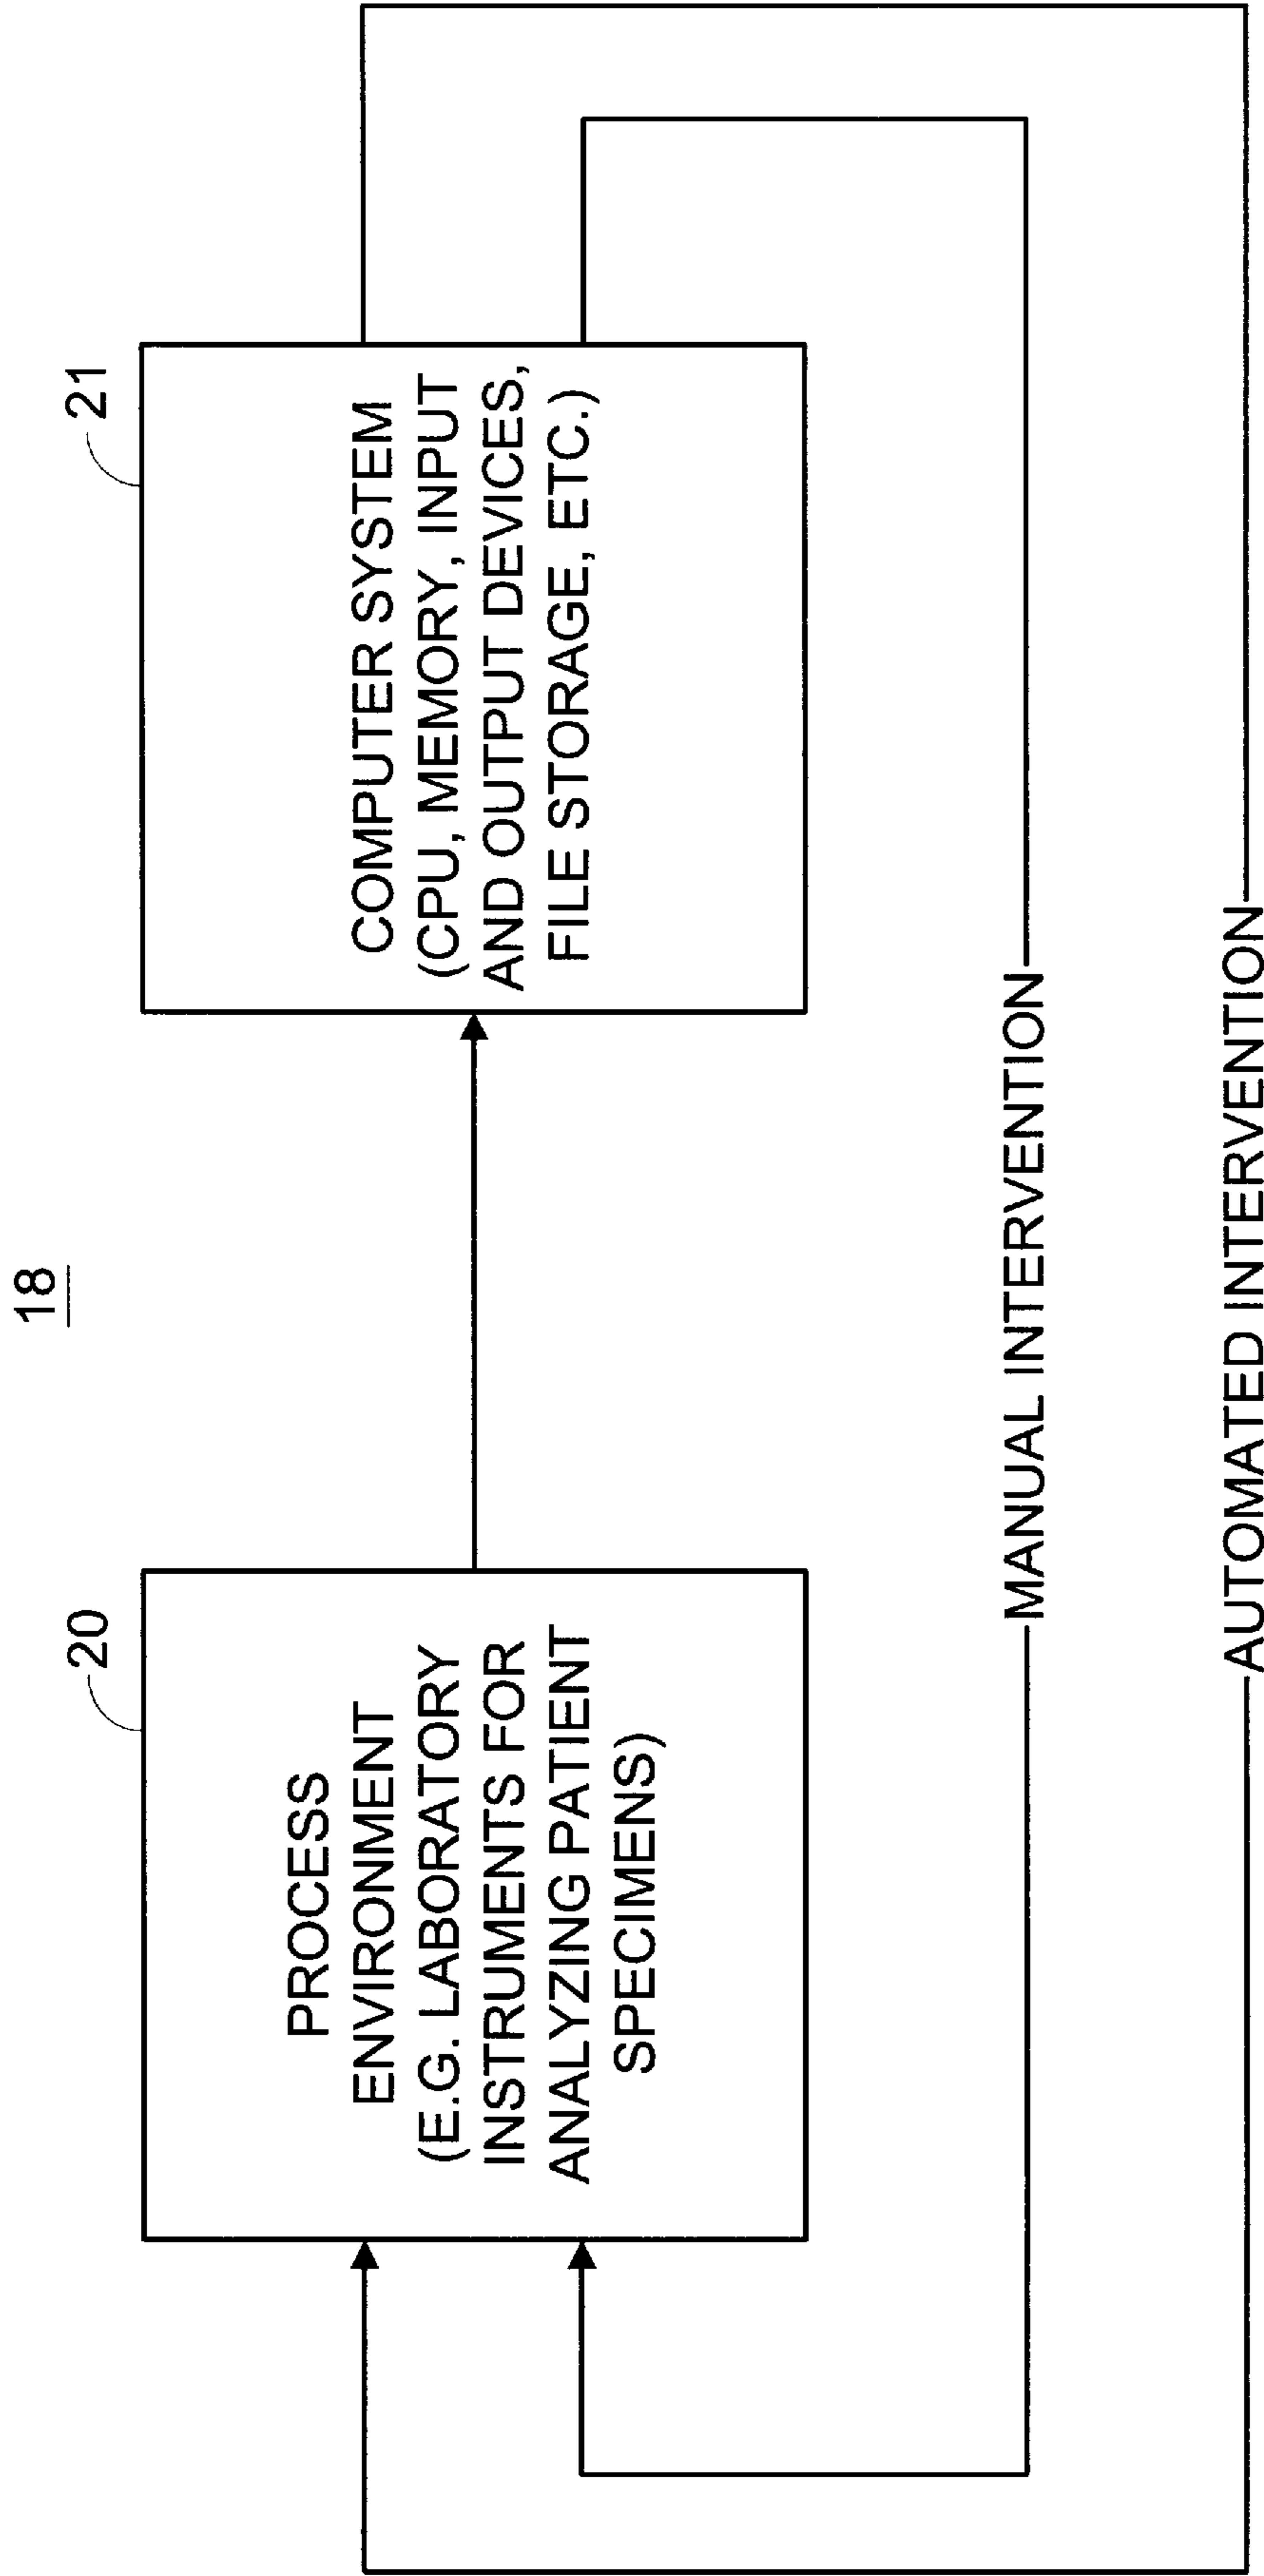 18
20
PROCESS
ENVIRONMENT
(E.G. LABORATORY
INSTRUMENTS FOR
ANALYZING PATIENT
SPECIMENS)
21
COMPUTER SYSTEM
(CPU, MEMORY, INPUT
AND OUTPUT DEVICES,
FILE STORAGE, ETC.)
MANUAL INTERVENTION
AUTOMATED INTERVENTION